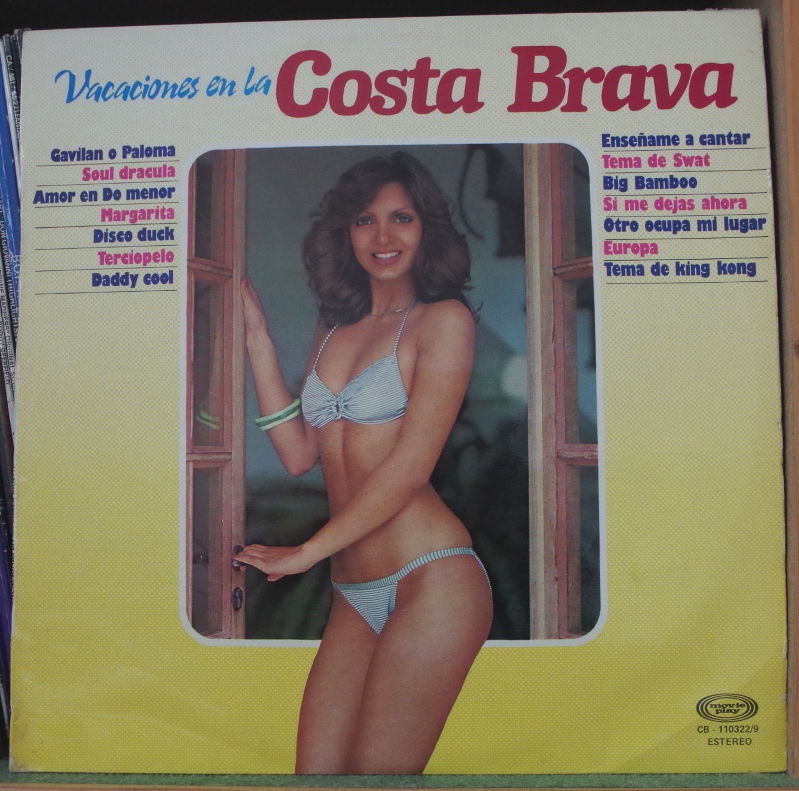 Vacaciones en la Costa Brava
Gavilan o Paloma
Soul dracula
Amor en Do menor
Margarita
Disco duck
Terciopelo
Daddy cool
Enseñame a cantar
Tema de Swat
Big Bamboo
Si me dejas ahora
Otro ocupa mi lugar
Europa
Tema de king kong
movie
play
CB - 110322/9
ESTEREO